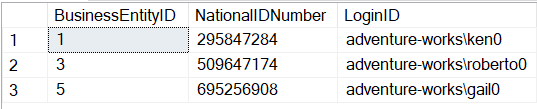 BusinessEntityID NationalIDNumber LoginID
1 1 295847284 adventure-works\ken0
2 3 509647174 adventure-works\roberto0
3 5 695256908 adventure-works\gail0